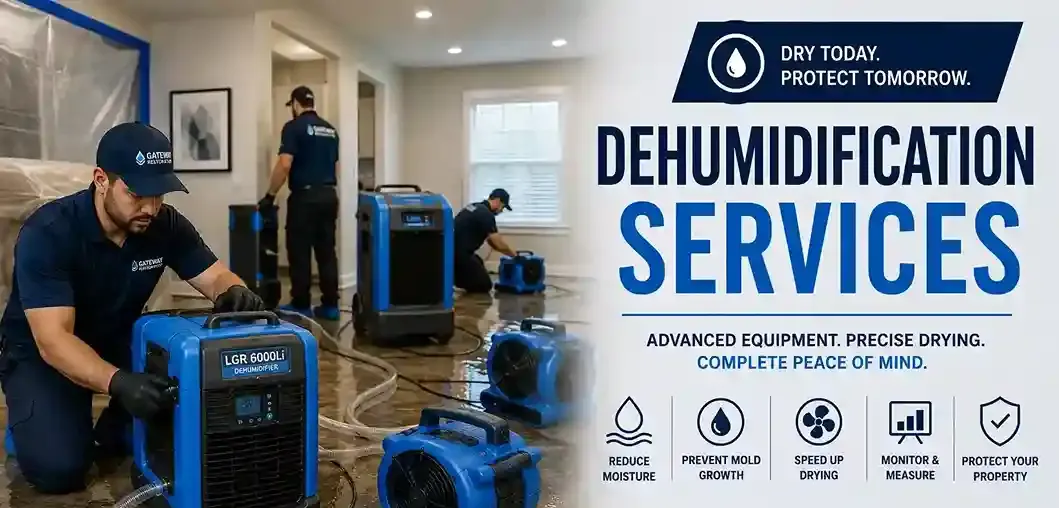 DRY TODAY.
PROTECT TOMORROW.
DEHUMIDIFICATION
SERVICES
ADVANCED EQUIPMENT. PRECISE DRYING.
COMPLETE PEACE OF MIND.
REDUCE
MOISTURE
PREVENT MOLD
GROWTH
SPEED UP
DRYING
MONITOR &
MEASURE
PROTECT YOUR
PROPERTY
GATEWAY
RESTORATION
GATEWAY
LGR 6000Li
DEHUMIDIFIER